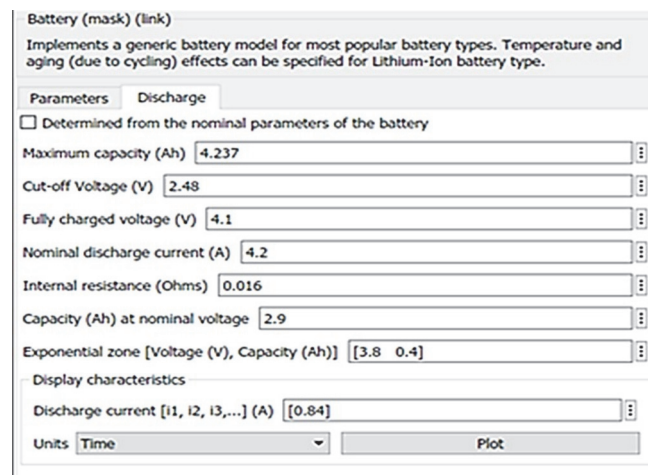 Battery (mask) (link)
Implements a generic battery model for most popular battery types. Temperature and
aging (due to cycling) effects can be specified for Lithium-Ion battery type.
Parameters Discharge
Determined from the nominal parameters of the battery
Maximum capacity (Ah) 4.237
Cut-off Voltage (V) 2.48
Fully charged voltage (V) 4.1
Nominal discharge current (A) 4.2
Internal resistance (Ohms) 0.016
Capacity (Ah) at nominal voltage 2.9
Exponential zone [Voltage (V), Capacity (Ah)] [3.8 0.4]
Display characteristics
Discharge current [i1, i2, i3,...] (A) [0.84]
Units Time Plot